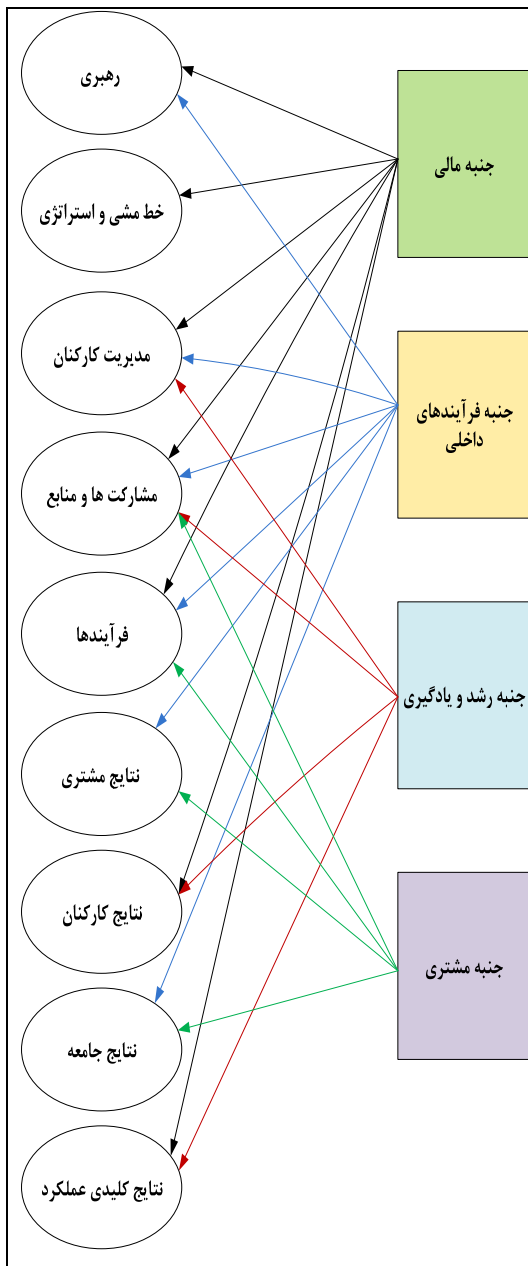 جنبه مالی
جنبه فرآیندهای
داخلی
جنبه رشد و یادگیری
جنبه مشتری
رهبری
خط مشی و استراتژی
مدیریت کارکنان
مشارکت ها و منابع
فرآیندها
نتایج مشتری
نتایج کارکنان
نتایج جامعه
نتایج کلیدی عملکرد